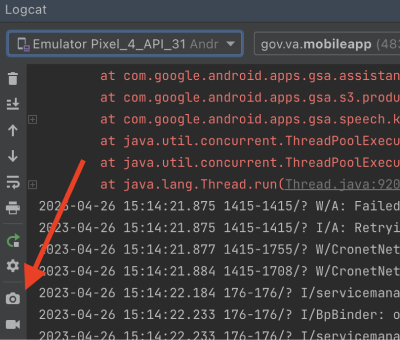 Logcat
Emulator Pixel_4_API_31 Andr
gov.va.mobileapp (483
at com.google.android.apps.gsa.assistan
at com.google.android.apps.gsa.s3.produ
at com.google.android.apps.gsa.speech.k
at java.util.concurrent.ThreadPoolExecu
at java.util.concurrent.ThreadPoolExecu
at java.lang.Thread.run(Thread.java:920
2023-04-26 15:14:21.875 1415-1415/? W/A: Failed
2023-04-26 15:14:21.875 1415-1415/? I/A: Retryi
2023-04-26 15:14:21.877 1415-1755/? W/CronetNet
2023-04-26 15:14:21.884 1415-1708/? W/CronetNet
2023-04-26 15:14:22.184 176-176/? I/servicemana
2023-04-26 15:14:22.233 176-176/? I/BpBinder: o
2023-04-26 15:14:22.233 176-176/? I/servicemana